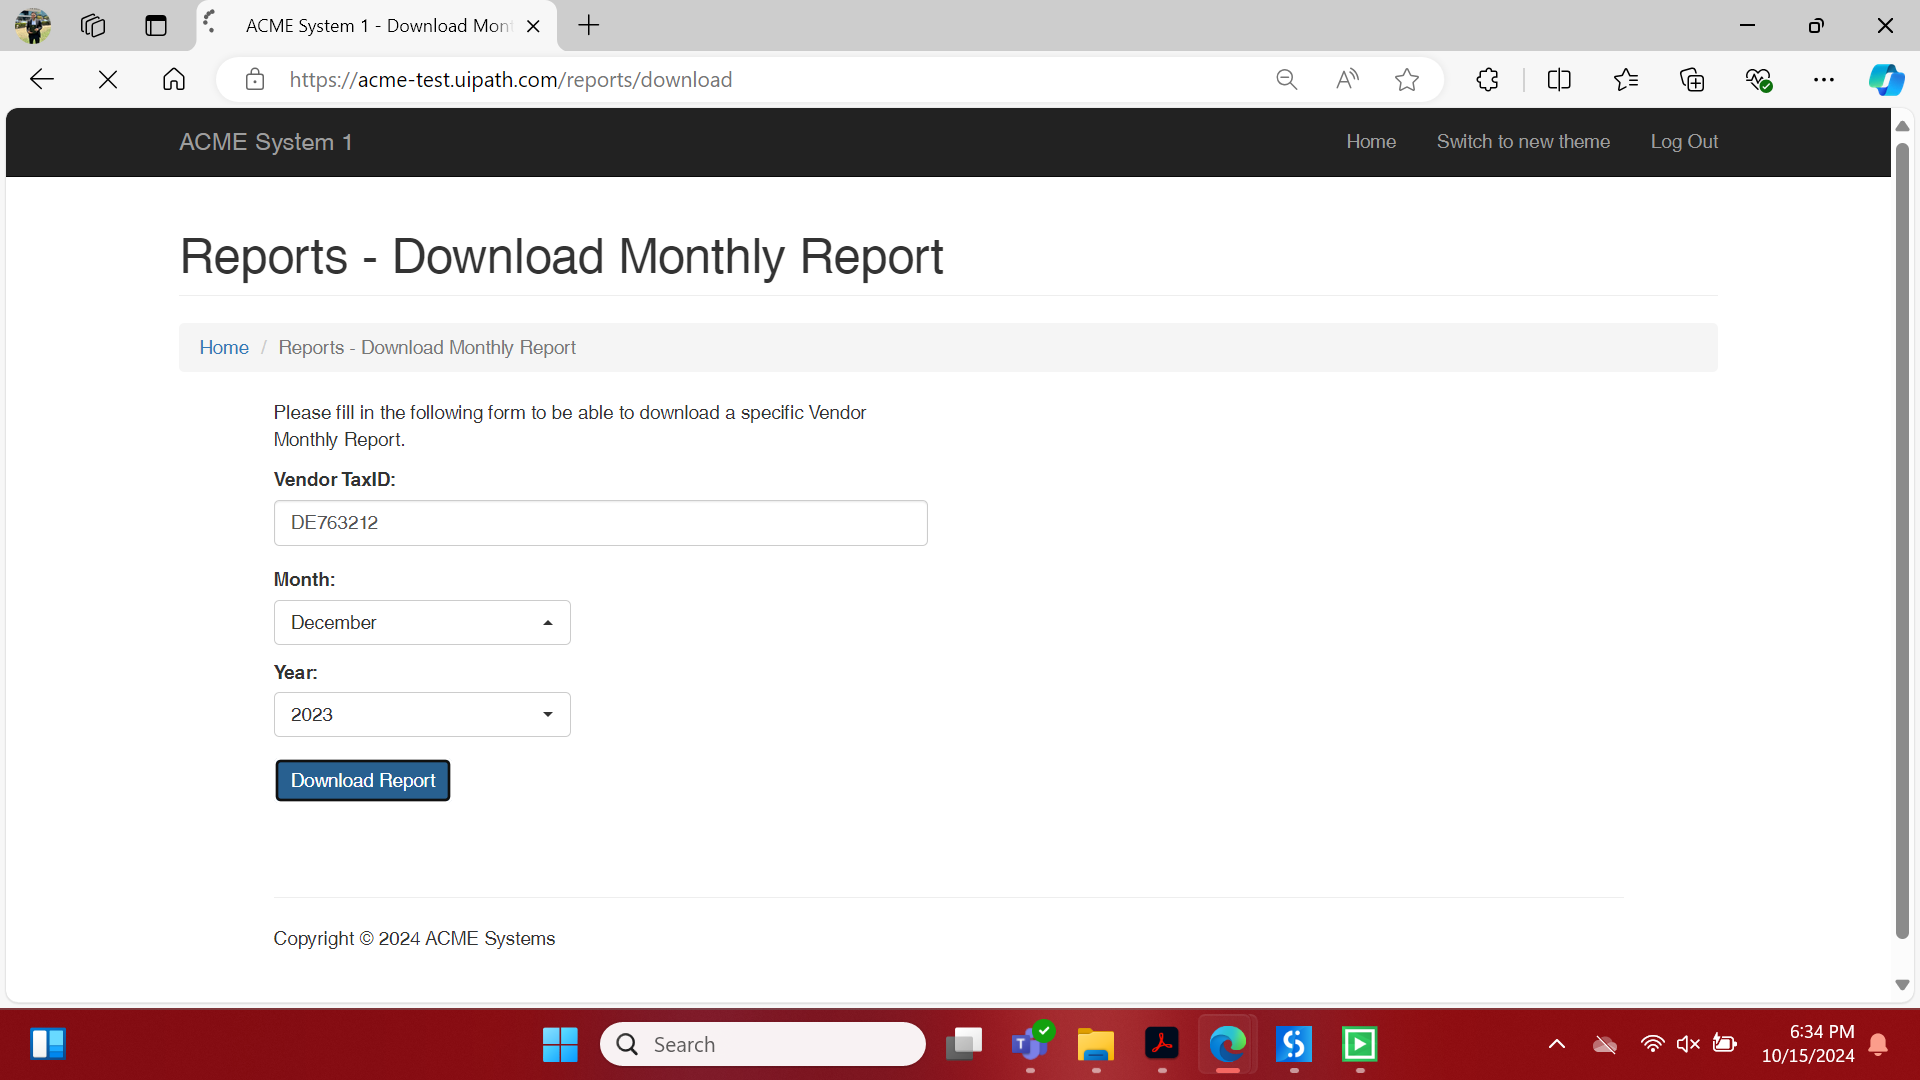 ACME System 1 - Download Mont
https://acme-test.uipath.com/reports/download
ACME System 1
Home
Switch to new theme
Log Out
Reports - Download Monthly Report
Home / Reports - Download Monthly Report
Please fill in the following form to be able to download a specific Vendor
Monthly Report.
Vendor TaxID:
DE763212
Month:
December
Year:
2023
Download Report
Copyright © 2024 ACME Systems
Search
6:34 PM
10/15/2024